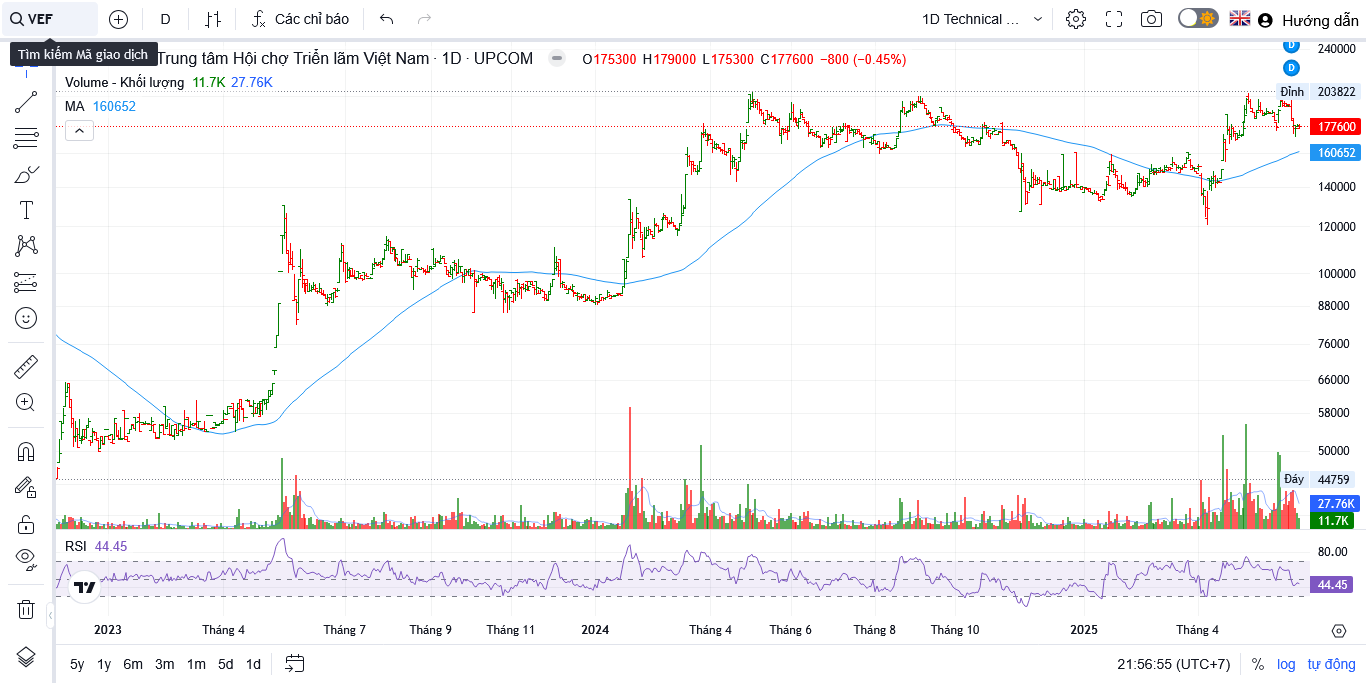 VEF
D
Các chỉ báo
1D Technical ...
Hướng dẫn
Tìm kiếm Mã giao dịch
Trung tâm Hội chợ Triển lãm Việt Nam · 1D · UPCOM
O175300 H179000 L175300 C177600 −800 (−0.45%)
Volume - Khối lượng 11.7K 27.76K
MA 160652
D
D
240000
Đỉnh 203822
177600
160652
140000
120000
100000
88000
76000
66000
58000
50000
Đáy 44759
27.76K
11.7K
RSI 44.45
80.00
44.45
2023 Tháng 4 Tháng 7 Tháng 9 Tháng 11 2024 Tháng 4 Tháng 6 Tháng 8 Tháng 10 2025 Tháng 4
5y 1y 6m 3m 1m 5d 1d
21:56:55 (UTC+7) % log tự động